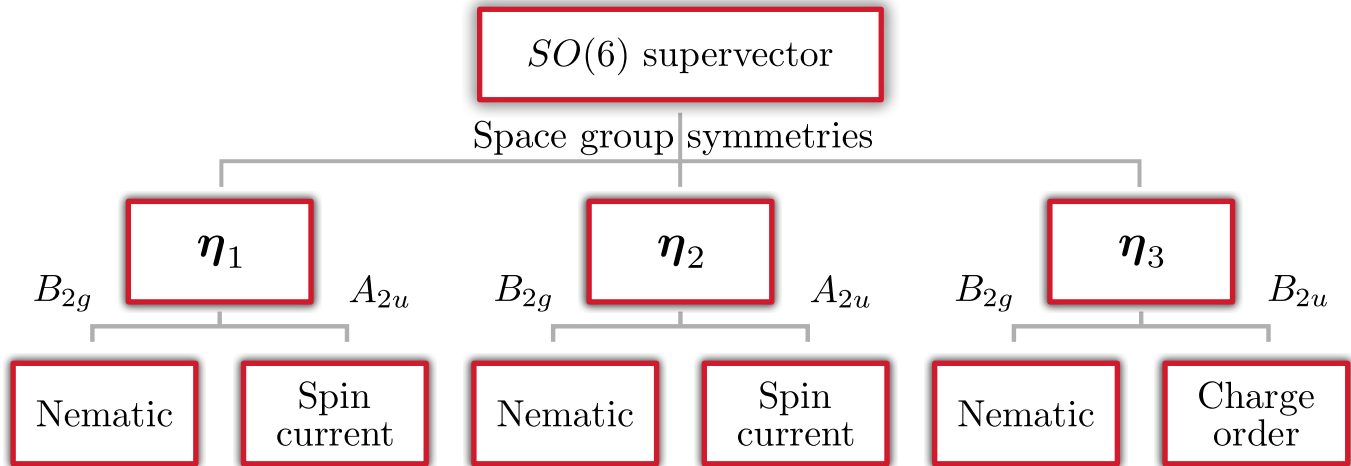 SO(6) supervector
Space group symmetries
η₁
η₂
η₃
B₂g
A₂u
B₂g
A₂u
B₂g
B₂u
Nematic
Spin
current
Nematic
Spin
current
Nematic
Charge
order